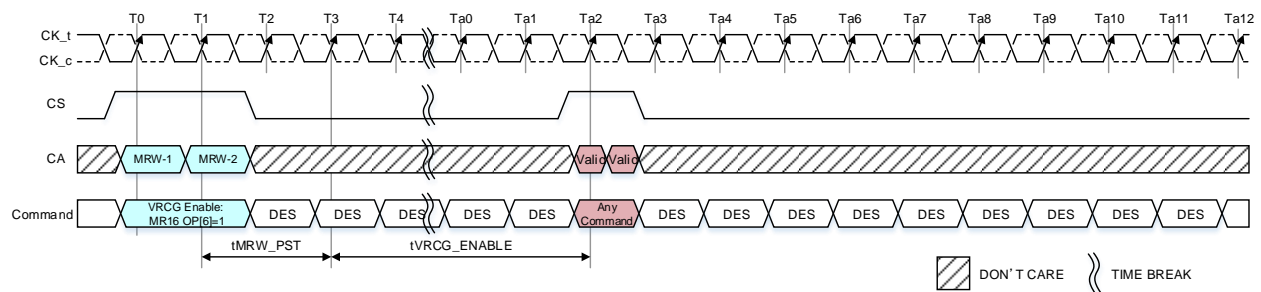 T0 T1 T2 T3 T4 Ta0 Ta1 Ta2 Ta3 Ta4 Ta5 Ta6 Ta7 Ta8 Ta9 Ta10 Ta11 Ta12
CK_t
CK_c
CS
CA MRW-1 MRW-2 Valid Valid
Command VRCG Enable: MR16 OP[6]=1 DES DES DES DES DES Any Command DES DES DES DES DES DES DES DES DES
tMRW_PST tVRCG_ENABLE
DON'T CARE TIME BREAK